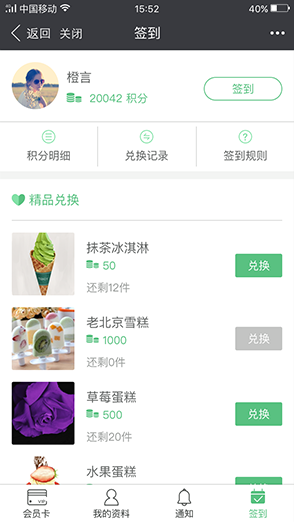 中国移动 15:52 40%
返回 关闭 签到
橙言
20042 积分
签到
积分明细 兑换记录 签到规则
精品兑换
抹茶冰淇淋
50
还剩12件
兑换
老北京雪糕
1000
还剩0件
兑换
草莓蛋糕
500
还剩20件
兑换
水果蛋糕
会员卡 我的资料 通知 签到